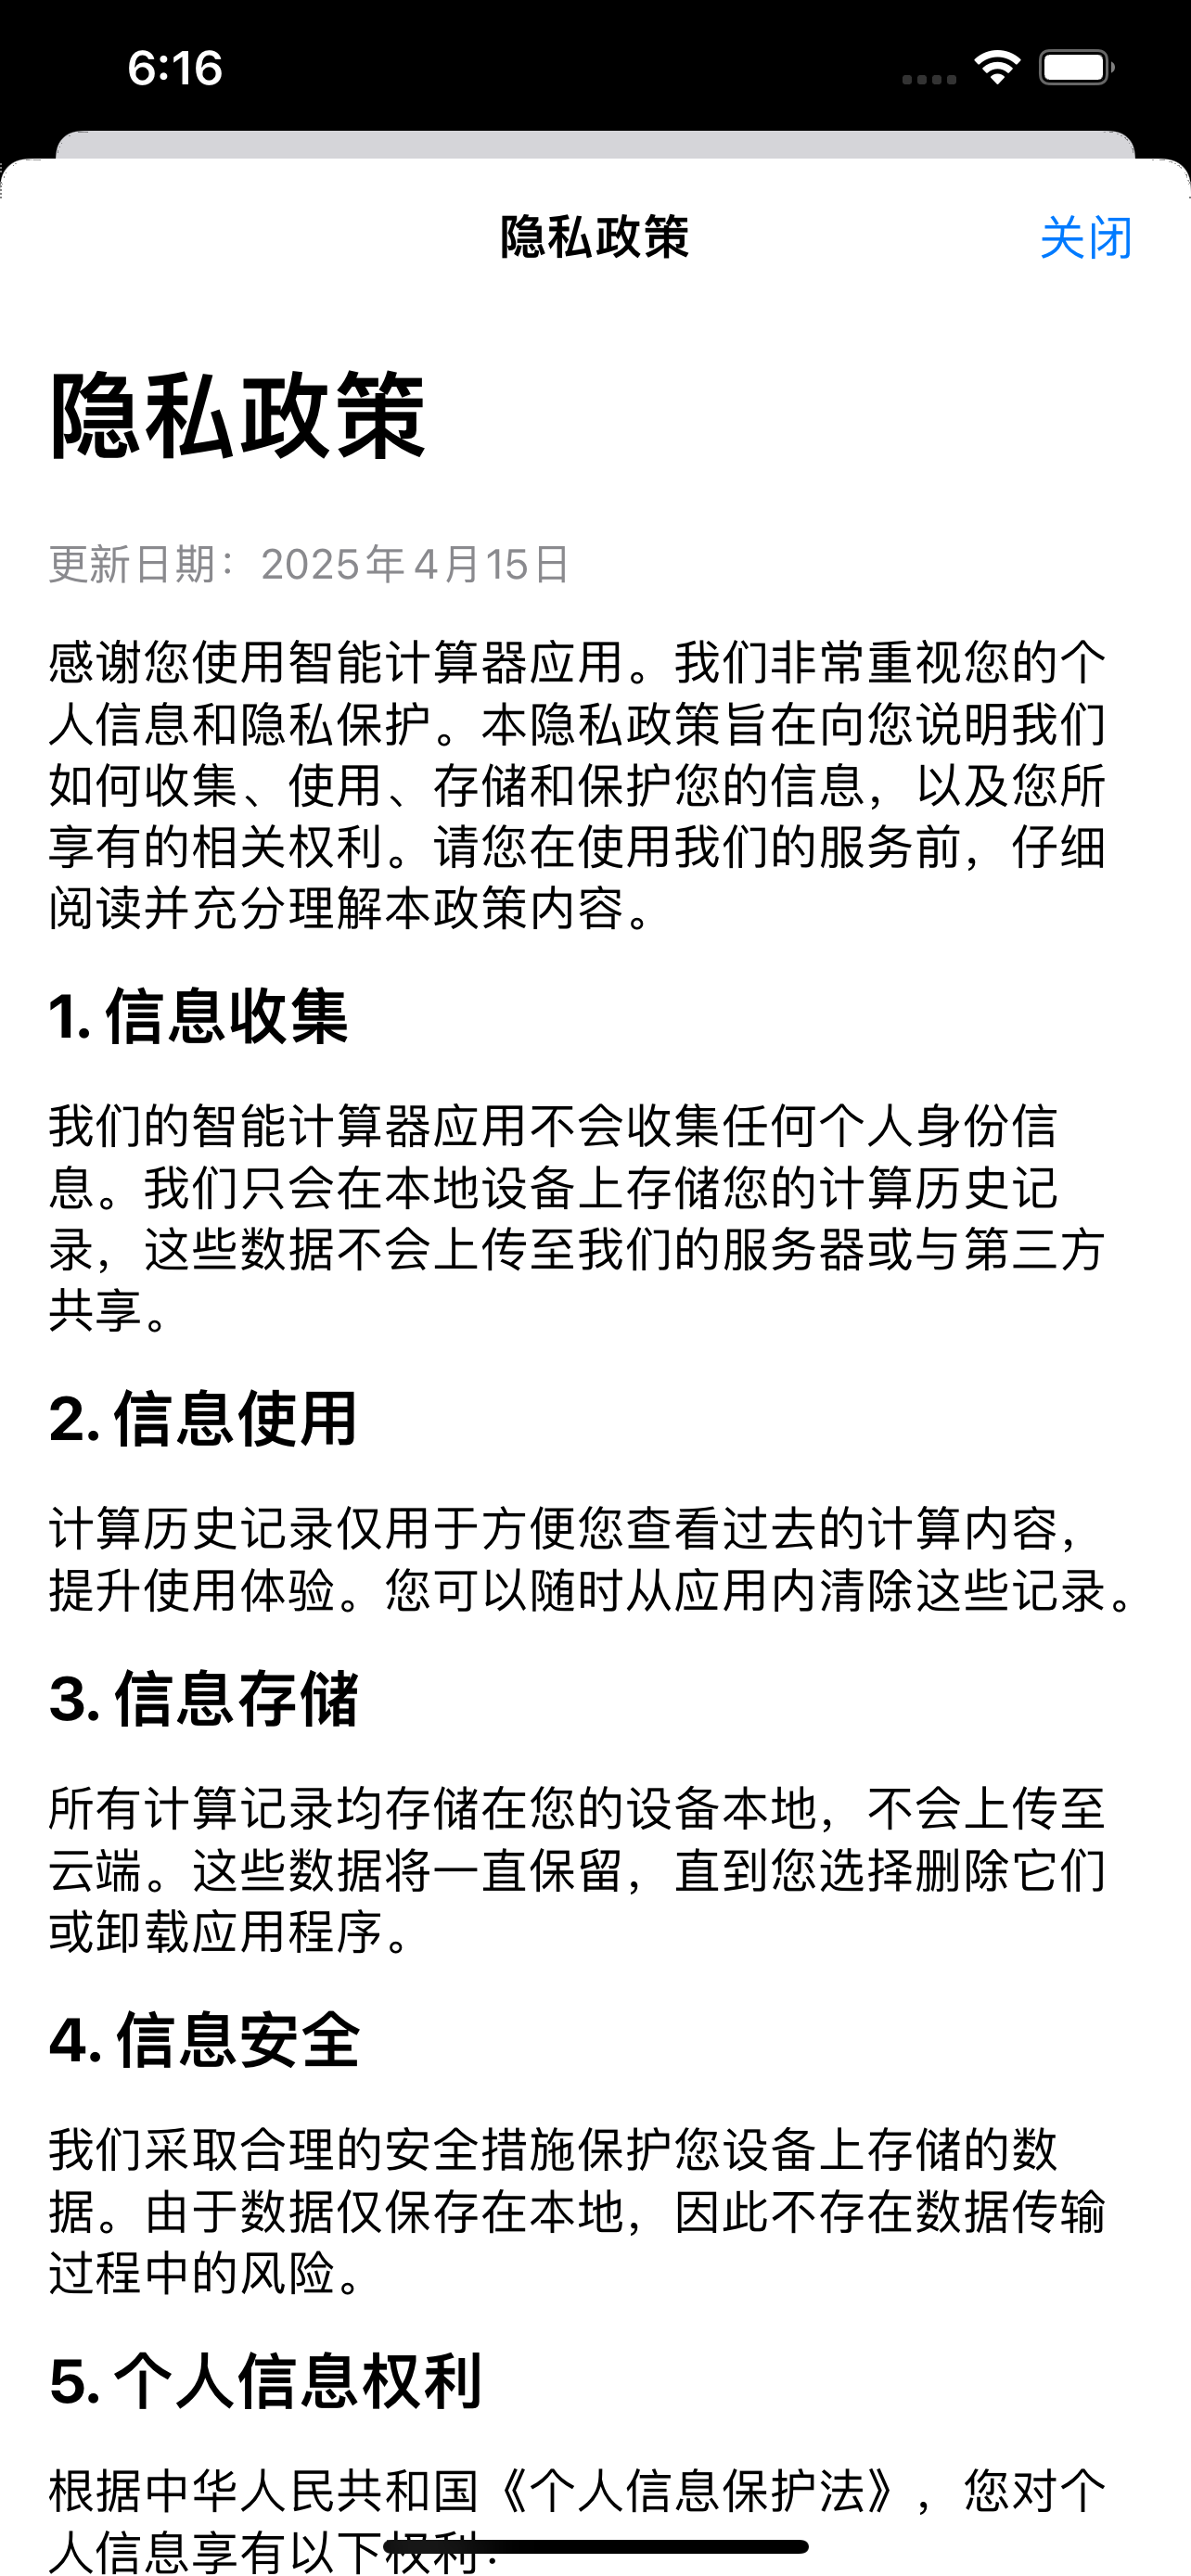 6:16
隐私政策
关闭
隐私政策
更新日期：2025年4月15日
感谢您使用智能计算器应用。我们非常重视您的个
人信息和隐私保护。本隐私政策旨在向您说明我们
如何收集、使用、存储和保护您的信息，以及您所
享有的相关权利。请您在使用我们的服务前，仔细
阅读并充分理解本政策内容。
1. 信息收集
我们的智能计算器应用不会收集任何个人身份信
息。我们只会在本地设备上存储您的计算历史记
录，这些数据不会上传至我们的服务器或与第三方
共享。
2. 信息使用
计算历史记录仅用于方便您查看过去的计算内容，
提升使用体验。您可以随时从应用内清除这些记录。
3. 信息存储
所有计算记录均存储在您的设备本地，不会上传至
云端。这些数据将一直保留，直到您选择删除它们
或卸载应用程序。
4. 信息安全
我们采取合理的安全措施保护您设备上存储的数
据。由于数据仅保存在本地，因此不存在数据传输
过程中的风险。
5. 个人信息权利
根据中华人民共和国《个人信息保护法》，您对个
人信息享有以下权利：